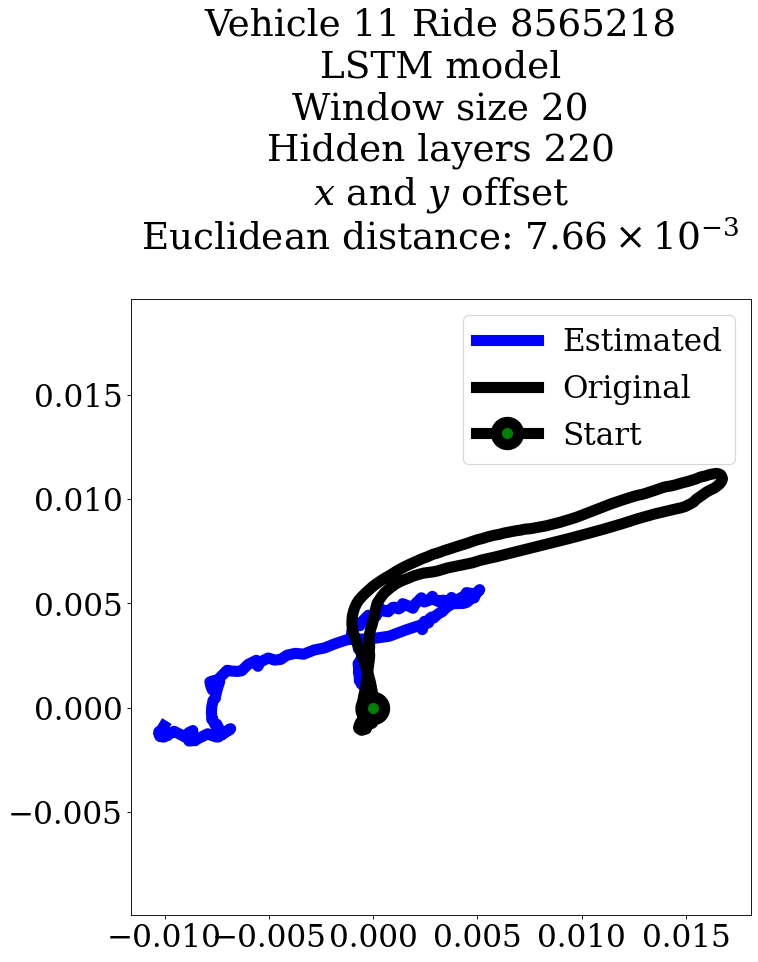 Vehicle 11 Ride 8565218
LSTM model
Window size 20
Hidden layers 220
x and y offset
Euclidean distance: 7.66 × 10⁻³
Estimated
Original
Start
0.015
0.010
0.005
0.000
−0.005
−0.010 −0.005 0.000 0.005 0.010 0.015